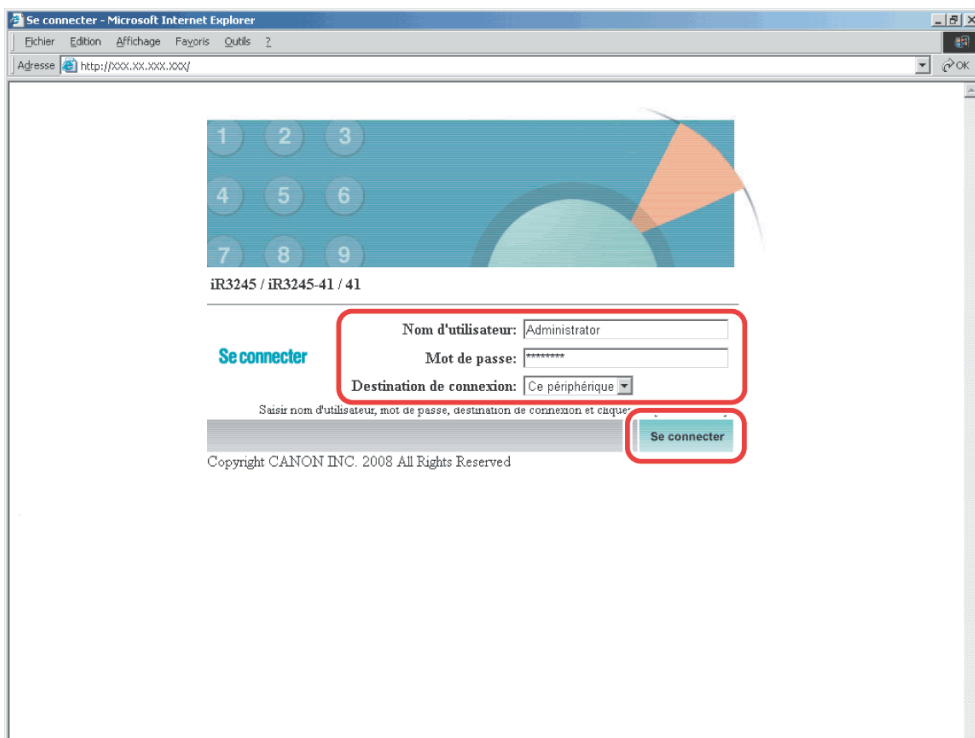 Se connecter - Microsoft Internet Explorer
Fichier Edition Affichage Favoris Outils ?
Adresse http://XXX.XX.XXX.XXX/ OK
1 2 3
4 5 6
7 8 9
iR3245 / iR3245-41 / 41
Nom d'utilisateur: Administrator
Se connecter Mot de passe: ********
Destination de connexion: Ce périphérique
Saisir nom d'utilisateur, mot de passe, destination de connexion et clique
Se connecter
Copyright CANON INC. 2008 All Rights Reserved